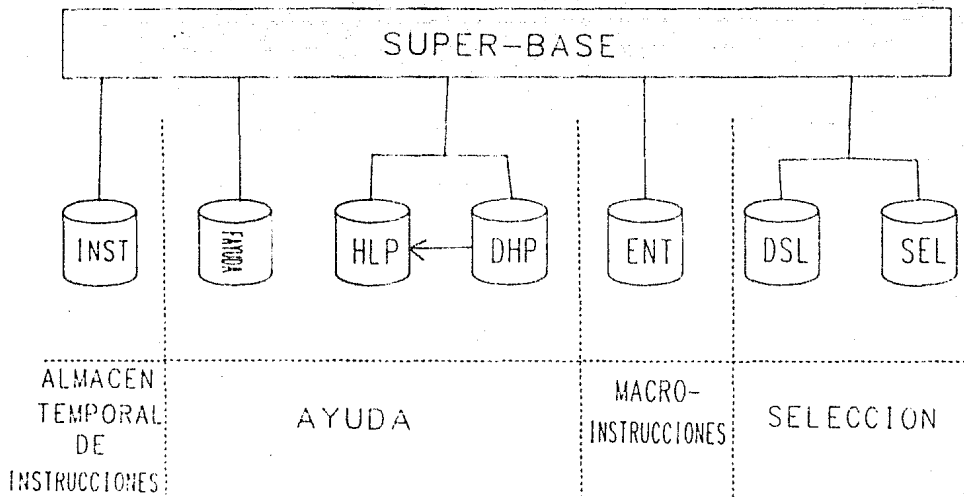 SUPER-BASE
INST
FAYUDA
HLP
DHP
ENT
DSL
SEL
ALMACEN
TEMPORAL
DE
INSTRUCCIONES
AYUDA
MACRO-
INSTRUCCIONES
SELECCION